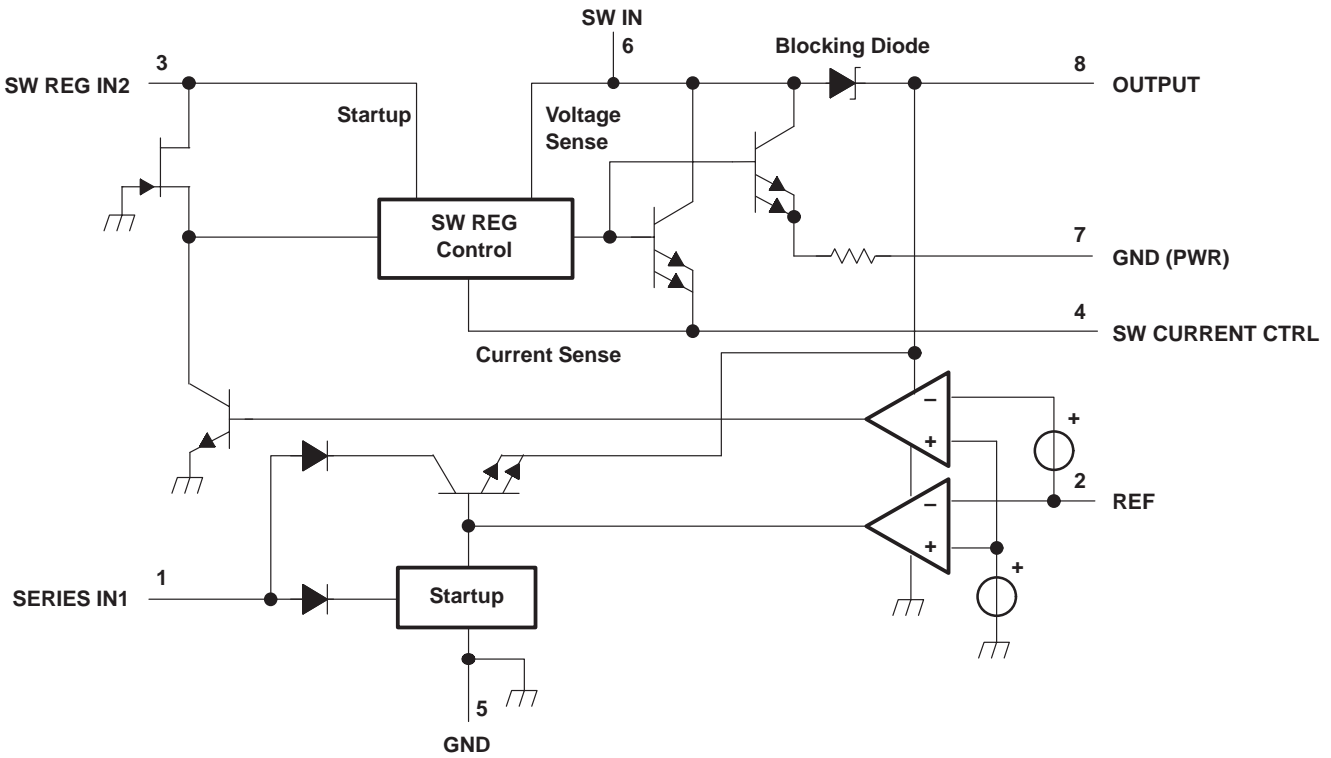 SW IN
6
Blocking Diode
3
8
SW REG IN2
OUTPUT
Startup
Voltage
Sense
SW REG
Control
7
GND (PWR)
4
SW CURRENT CTRL
Current Sense
–
+
+
2
REF
–
+
+
1
SERIES IN1
Startup
5
GND